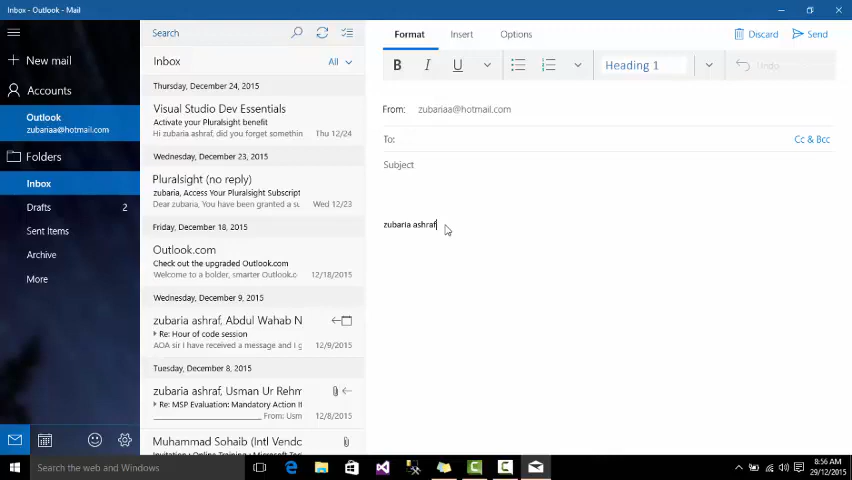 Inbox - Outlook - Mail
New mail
Accounts
Outlook
zubariaa@hotmail.com
Folders
Inbox
Drafts 2
Sent Items
Archive
More
Search
Inbox All
Thursday, December 24, 2015
Visual Studio Dev Essentials
Activate your Pluralsight benefit
Hi zubaria ashraf, did you forget somethin Thu 12/24
Wednesday, December 23, 2015
Pluralsight (no reply)
zubaria, Access Your Pluralsight Subscript
Dear zubaria, You have been granted a su Wed 12/23
Friday, December 18, 2015
Outlook.com
Check out the upgraded Outlook.com
Welcome to a bolder, smarter Outlook.c 12/18/2015
Wednesday, December 9, 2015
zubaria ashraf, Abdul Wahab N
Re: Hour of code session
AOA sir I have received a message and I g 12/9/2015
Tuesday, December 8, 2015
zubaria ashraf, Usman Ur Rehm
Re: MSP Evaluation: Mandatory Action It
From: Usm 12/8/2015
Muhammad Sohaib (Intl Vendc
Format Insert Options
Discard Send
B I U Heading 1 Undo
From: zubariaa@hotmail.com
To: Cc & Bcc
Subject
zubaria ashraf
Search the web and Windows
8:56 AM
29/12/2015